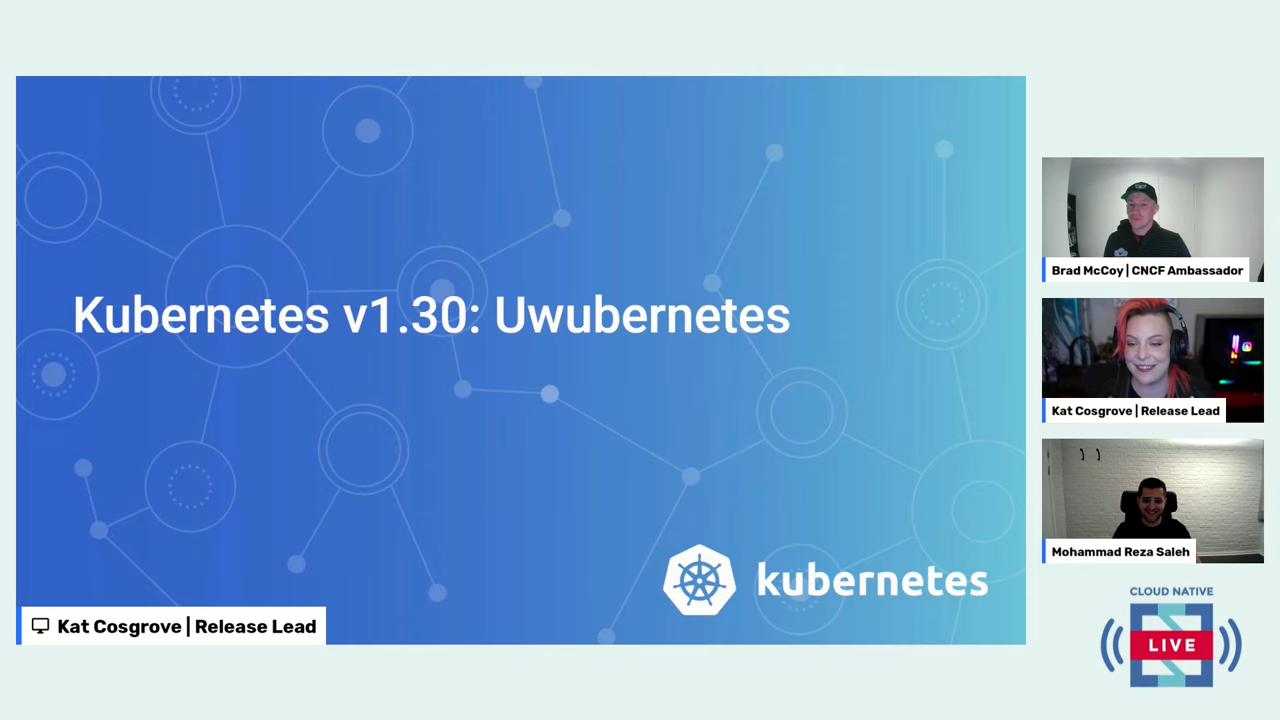 Kubernetes v1.30: Uwubernetes
kubernetes
Kat Cosgrove | Release Lead
Brad McCoy | CNCF Ambassador
Kat Cosgrove | Release Lead
Mohammad Reza Saleh
CLOUD NATIVE
LIVE